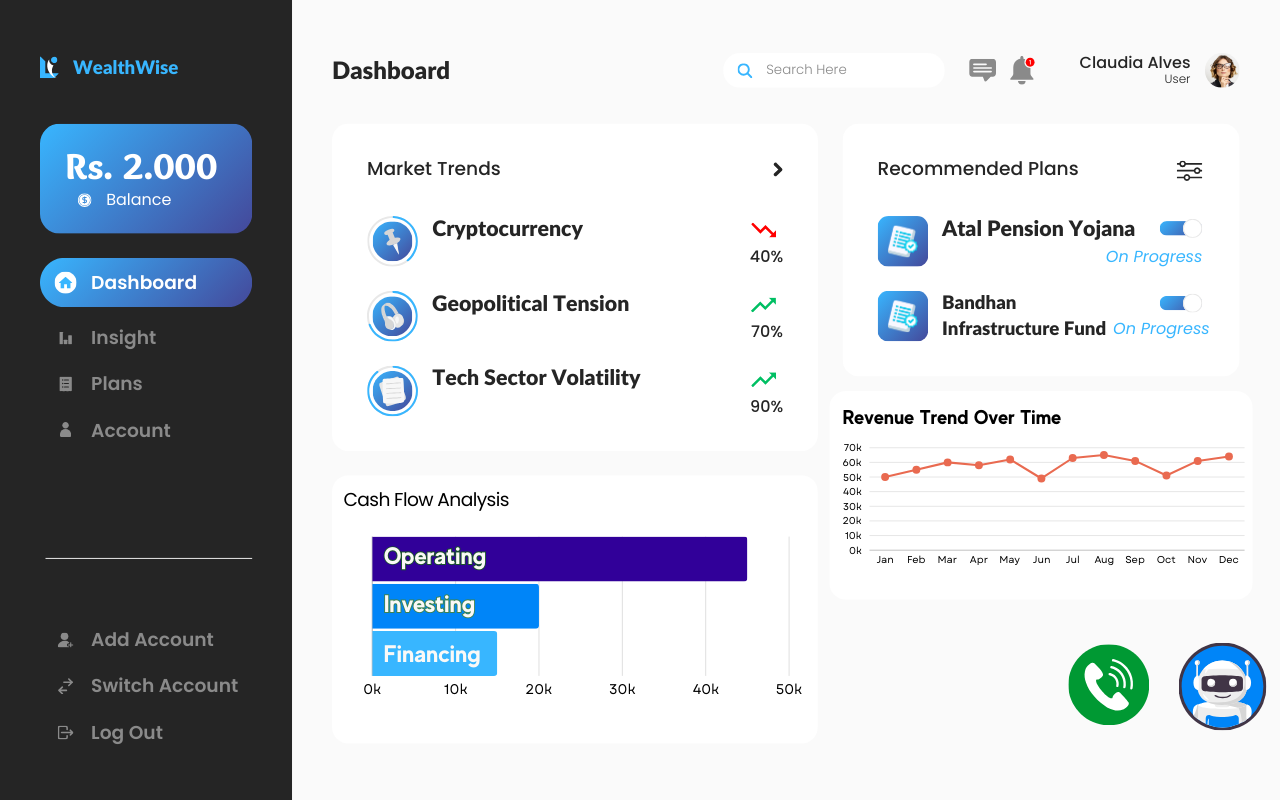 WealthWise
Rs. 2.000
Balance
Dashboard
Insight
Plans
Account
Add Account
Switch Account
Log Out
Dashboard
Search Here
1
Claudia Alves
User
Market Trends
Cryptocurrency
40%
Geopolitical Tension
70%
Tech Sector Volatility
90%
Recommended Plans
Atal Pension Yojana
On Progress
Bandhan
Infrastructure Fund On Progress
Cash Flow Analysis
Operating
Investing
Financing
0k 10k 20k 30k 40k 50k
Revenue Trend Over Time
70k
60k
50k
40k
30k
20k
10k
0k
Jan Feb Mar Apr May Jun Jul Aug Sep Oct Nov Dec